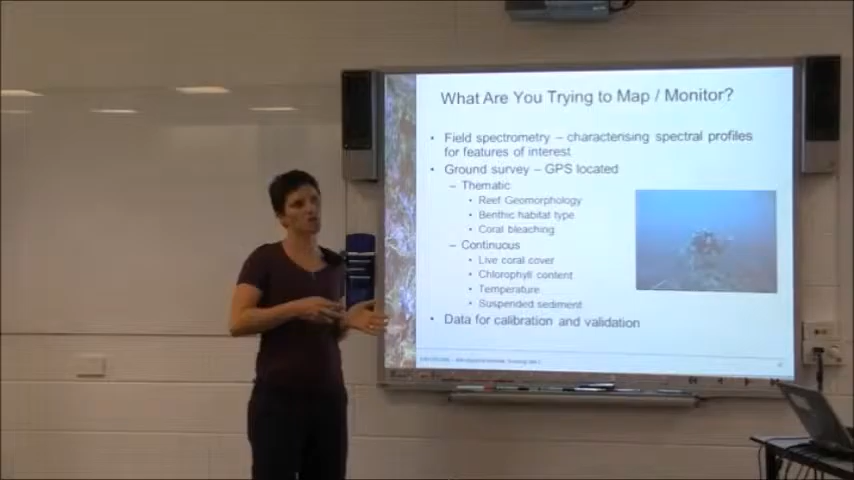 What Are You Trying to Map / Monitor?
• Field spectrometry – characterising spectral profiles
for features of interest
• Ground survey – GPS located
– Thematic
• Reef Geomorphology
• Benthic habitat type
• Coral bleaching
– Continuous
• Live coral cover
• Chlorophyll content
• Temperature
• Suspended sediment
• Data for calibration and validation